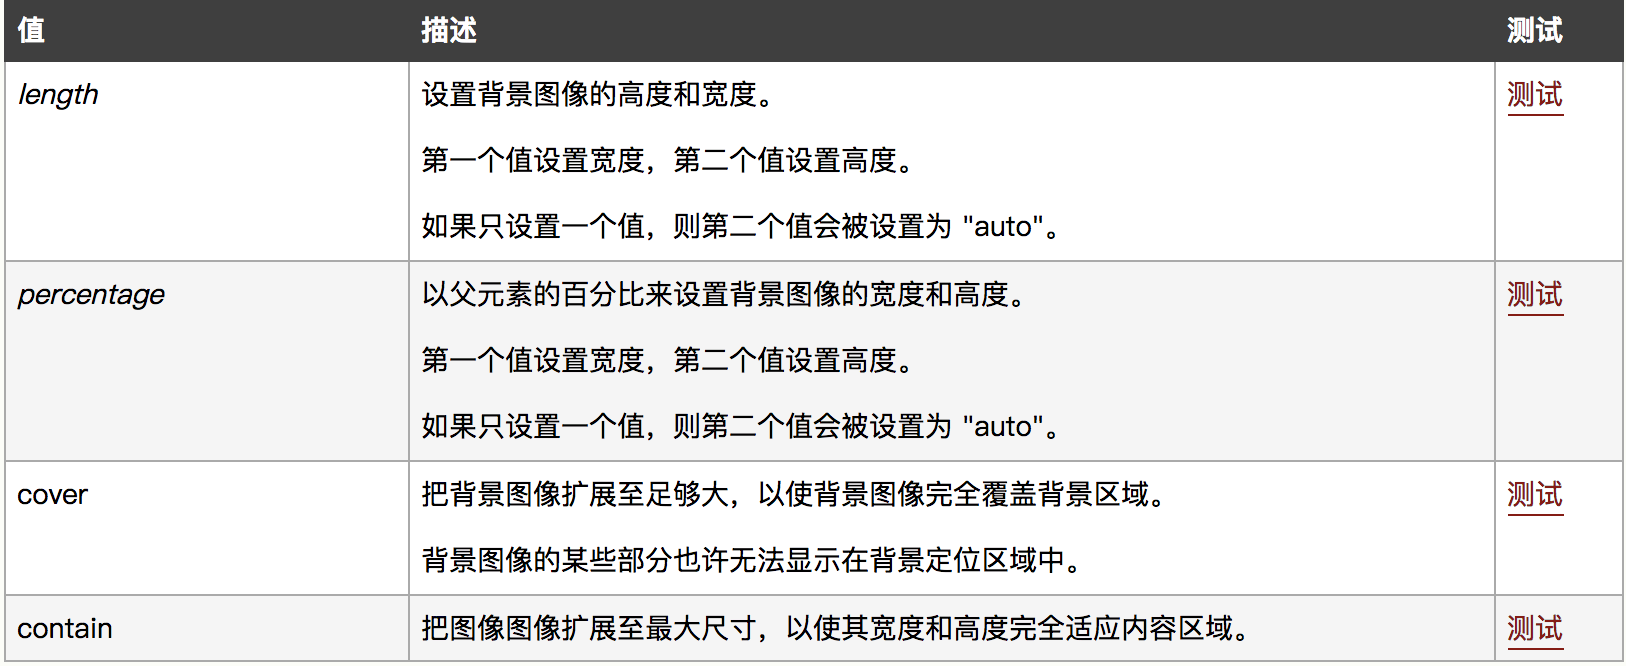 值 描述 测试
length 设置背景图像的高度和宽度。 测试
第一个值设置宽度，第二个值设置高度。
如果只设置一个值，则第二个值会被设置为 "auto"。
percentage 以父元素的百分比来设置背景图像的宽度和高度。 测试
第一个值设置宽度，第二个值设置高度。
如果只设置一个值，则第二个值会被设置为 "auto"。
cover 把背景图像扩展至足够大，以使背景图像完全覆盖背景区域。 测试
背景图像的某些部分也许无法显示在背景定位区域中。
contain 把图像图像扩展至最大尺寸，以使其宽度和高度完全适应内容区域。 测试